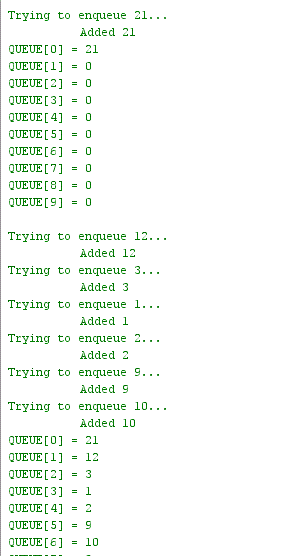 Trying to enqueue 21...
Added 21
QUEUE[0] = 21
QUEUE[1] = 0
QUEUE[2] = 0
QUEUE[3] = 0
QUEUE[4] = 0
QUEUE[5] = 0
QUEUE[6] = 0
QUEUE[7] = 0
QUEUE[8] = 0
QUEUE[9] = 0
Trying to enqueue 12...
Added 12
Trying to enqueue 3...
Added 3
Trying to enqueue 1...
Added 1
Trying to enqueue 2...
Added 2
Trying to enqueue 9...
Added 9
Trying to enqueue 10...
Added 10
QUEUE[0] = 21
QUEUE[1] = 12
QUEUE[2] = 3
QUEUE[3] = 1
QUEUE[4] = 2
QUEUE[5] = 9
QUEUE[6] = 10